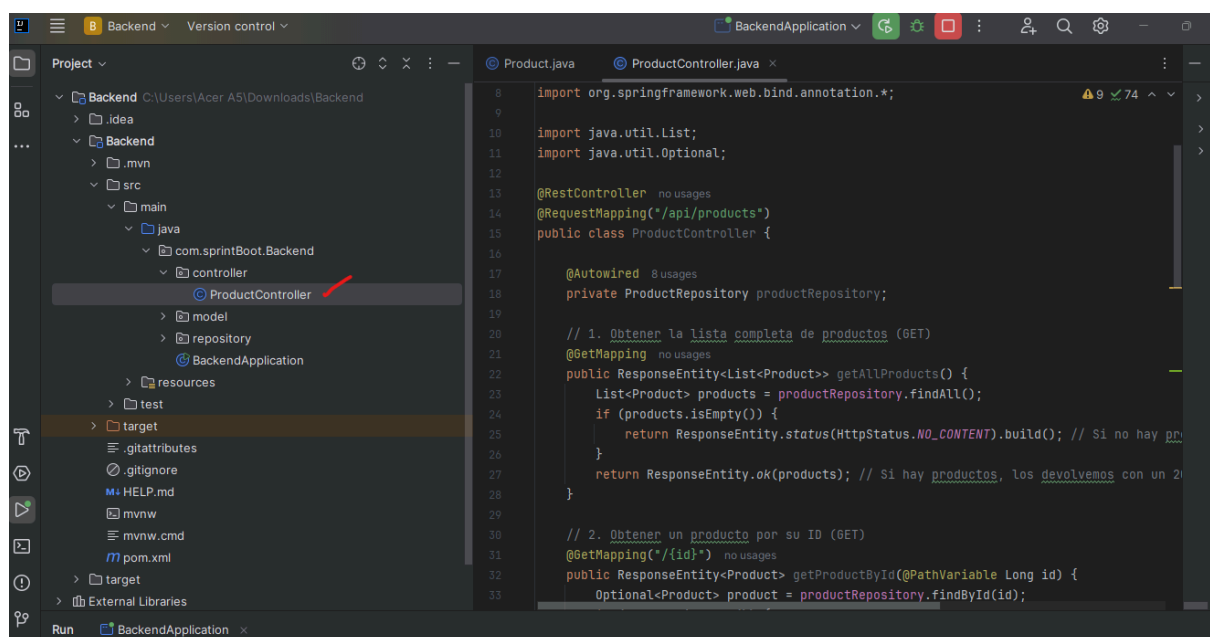 B Backend Version control BackendApplication
Project
Product.java ProductController.java
Backend C:\Users\Acer A5\Downloads\Backend
.idea
Backend
.mvn
src
main
java
com.sprintBoot.Backend
controller
ProductController
model
repository
BackendApplication
resources
test
target
.gitattributes
.gitignore
M↓ HELP.md
mvnw
mvnw.cmd
m pom.xml
target
External Libraries
9 74
8 import org.springframework.web.bind.annotation.*;
9
10 import java.util.List;
11 import java.util.Optional;
12
13 @RestController no usages
14 @RequestMapping("/api/products")
15 public class ProductController {
16
17 @Autowired 8 usages
18 private ProductRepository productRepository;
19
20 // 1. Obtener la lista completa de productos (GET)
21 @GetMapping no usages
22 public ResponseEntity<List<Product>> getAllProducts() {
23 List<Product> products = productRepository.findAll();
24 if (products.isEmpty()) {
25 return ResponseEntity.status(HttpStatus.NO_CONTENT).build(); // Si no hay
26 }
27 return ResponseEntity.ok(products); // Si hay productos, los devolvemos con un
28 }
29
30 // 2. Obtener un producto por su ID (GET)
31 @GetMapping("/{id}") no usages
32 public ResponseEntity<Product> getProductById(@PathVariable Long id) {
33 Optional<Product> product = productRepository.findById(id);
Run BackendApplication